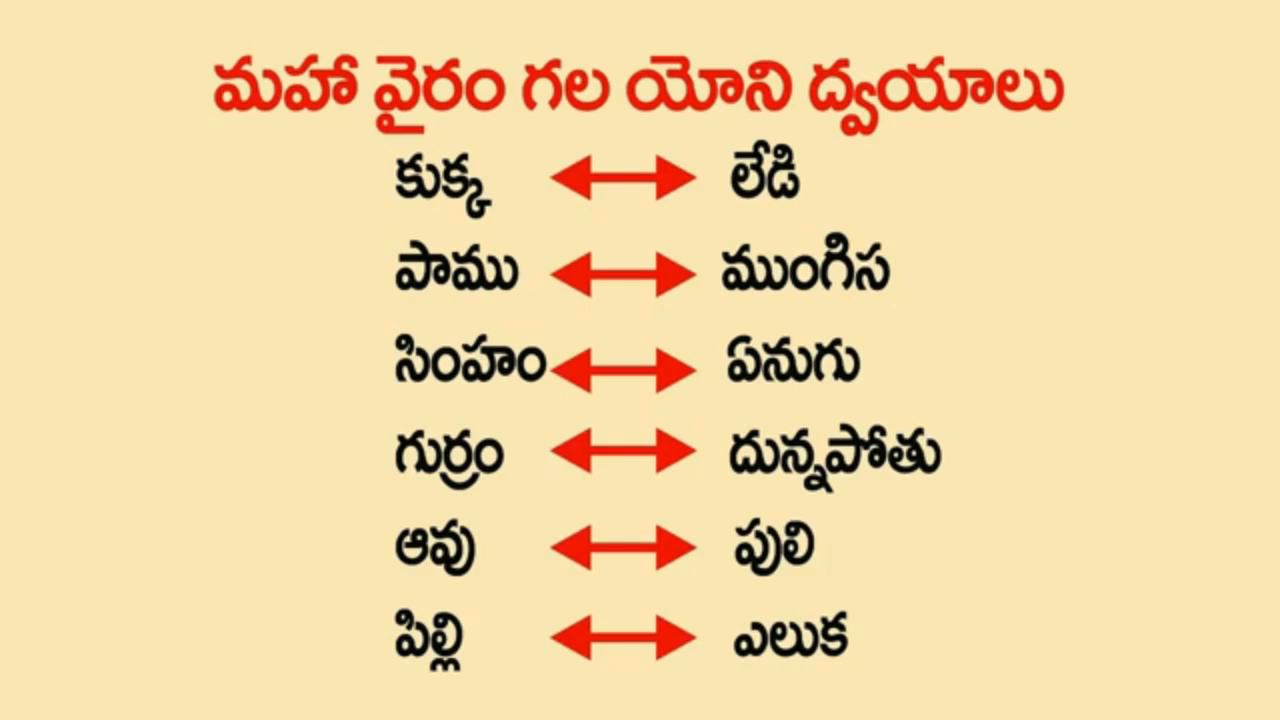 మహా వైరం గల యోని ద్వయాలు
కుక్క లేడి
పాము ముంగిస
సింహం ఏనుగు
గుర్రం దున్నపోతు
ఆవు పులి
పిల్లి ఎలుక